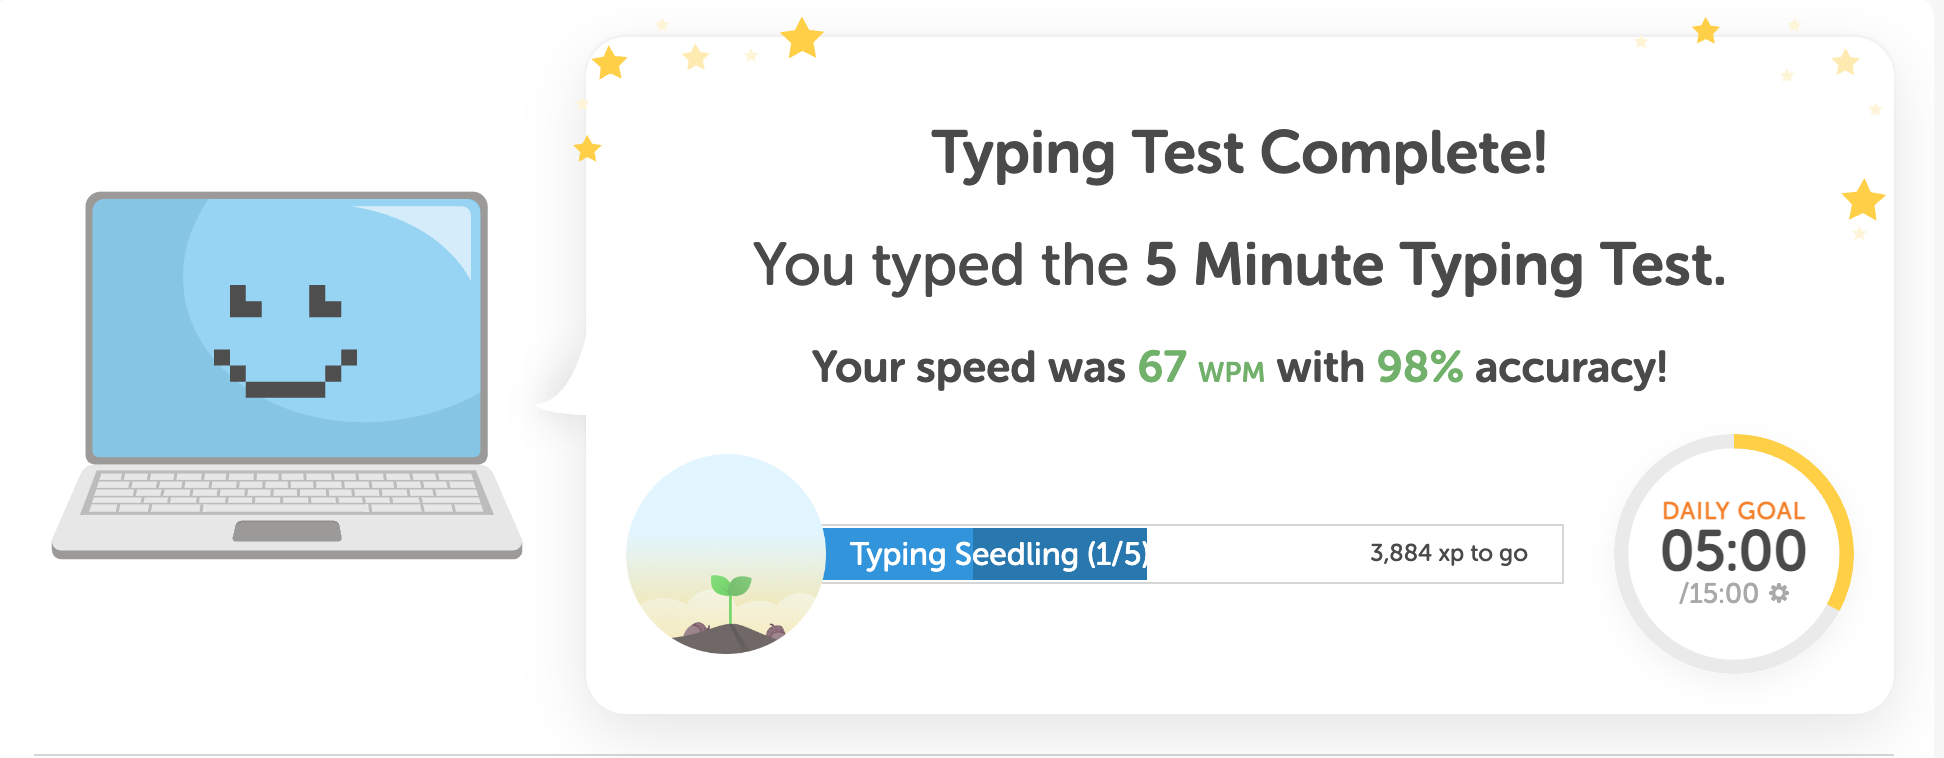 Typing Test Complete!
You typed the 5 Minute Typing Test.
Your speed was 67 WPM with 98% accuracy!
Typing Seedling (1/5)
3,884 xp to go
DAILY GOAL
05:00
/15:00